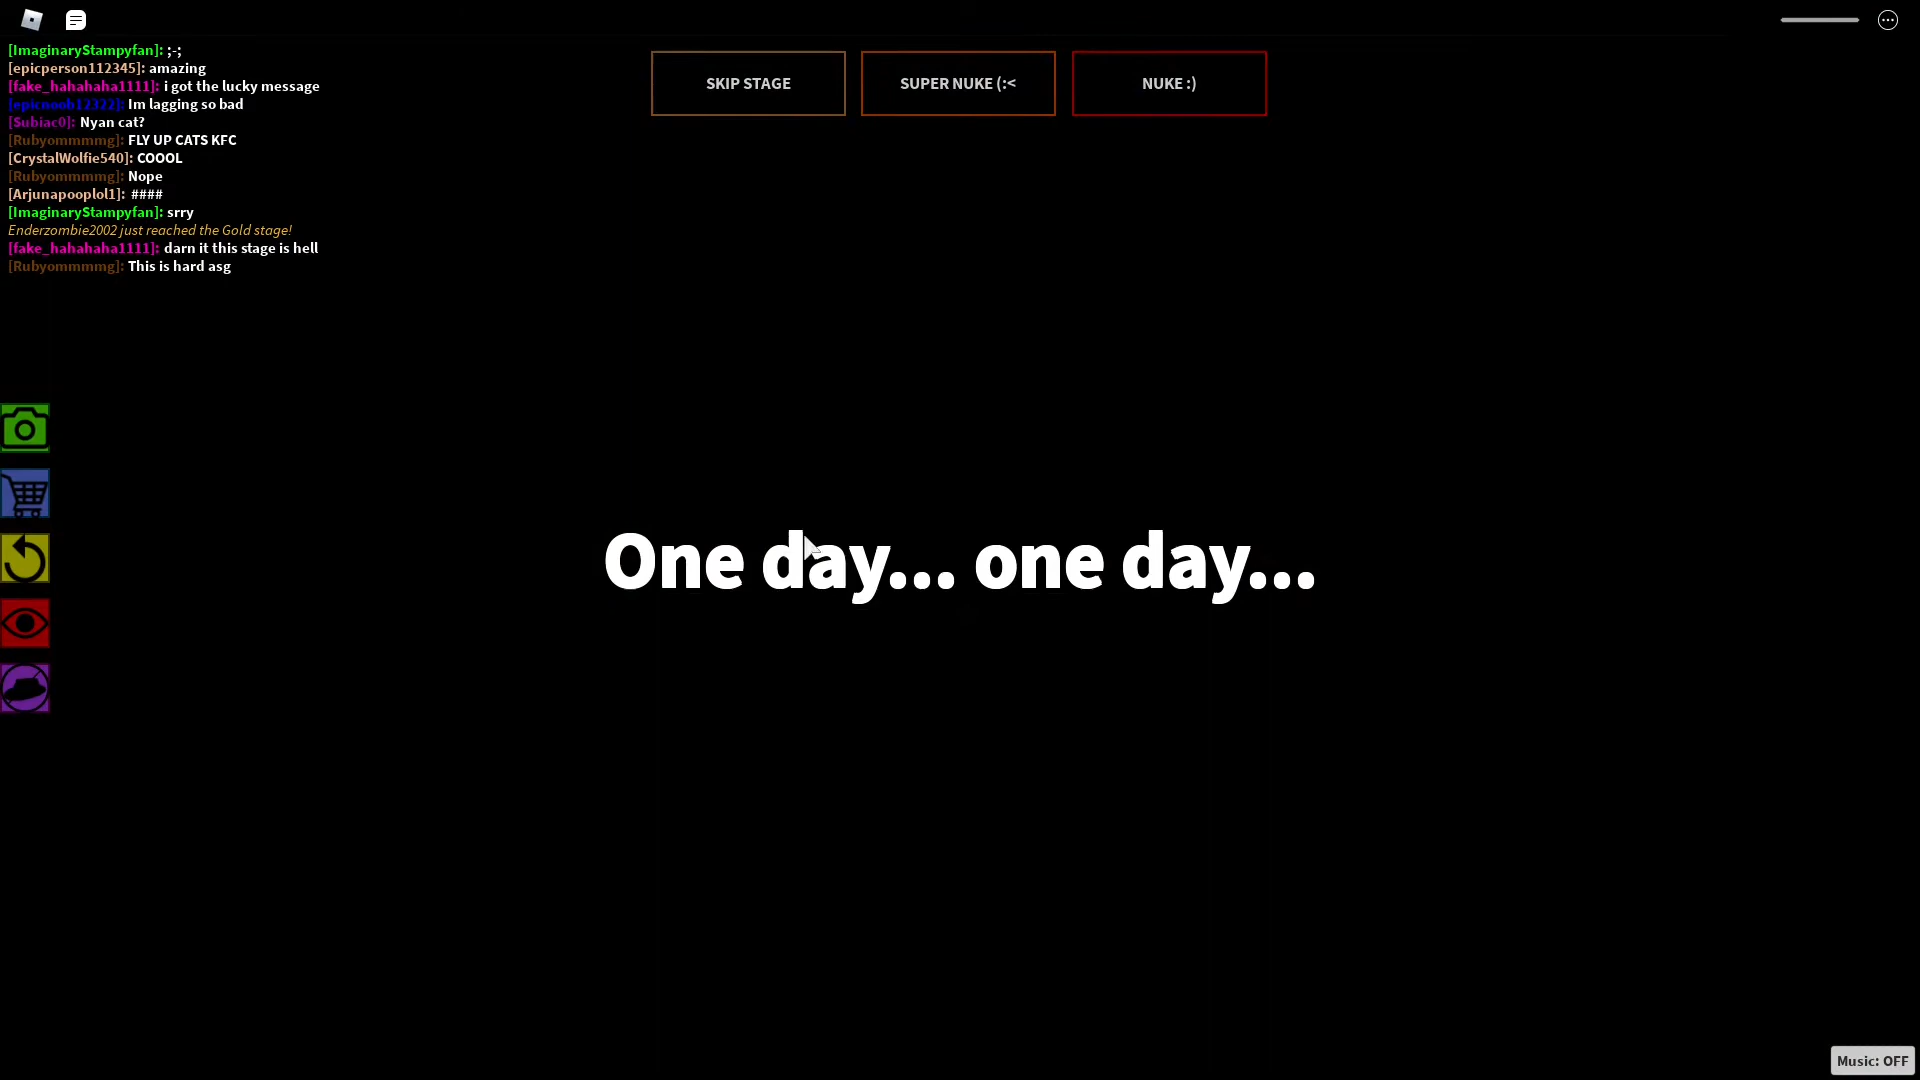 [ImaginaryStampyfan]: ;-;
[epicperson112345]: amazing
[fake_hahahaha1111]: i got the lucky message
[epicnoob12322]: Im lagging so bad
[Subiac0]: Nyan cat?
[Rubyommmmg]: FLY UP CATS KFC
[CrystalWolfie540]: COOOL
[Rubyommmmg]: Nope
[Arjunapooplol1]: ####
[ImaginaryStampyfan]: srry
Enderzombie2002 just reached the Gold stage!
[fake_hahahaha1111]: darn it this stage is hell
[Rubyommmmg]: This is hard asg
SKIP STAGE
SUPER NUKE (:<
NUKE :)
One day... one day...
Music: OFF